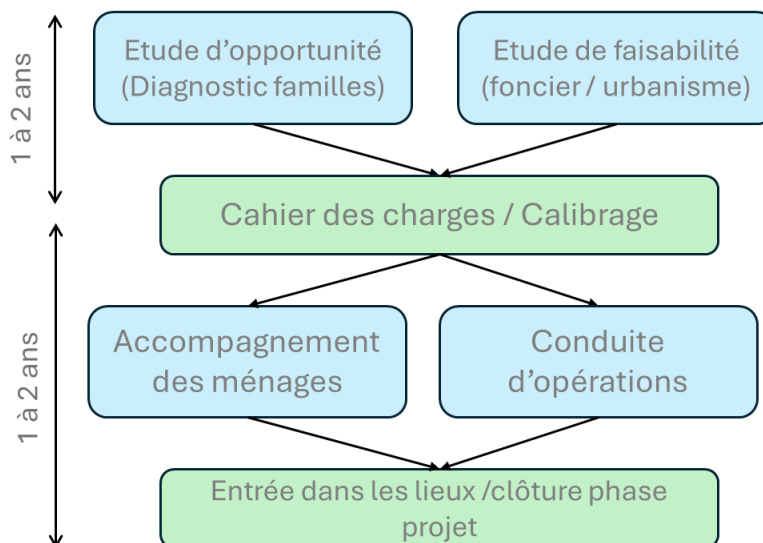 1 à 2 ans
Etude d’opportunité
(Diagnostic familles)
Etude de faisabilité
(foncier / urbanisme)
Cahier des charges / Calibrage
1 à 2 ans
Accompagnement
des ménages
Conduite
d’opérations
Entrée dans les lieux /clôture phase
projet